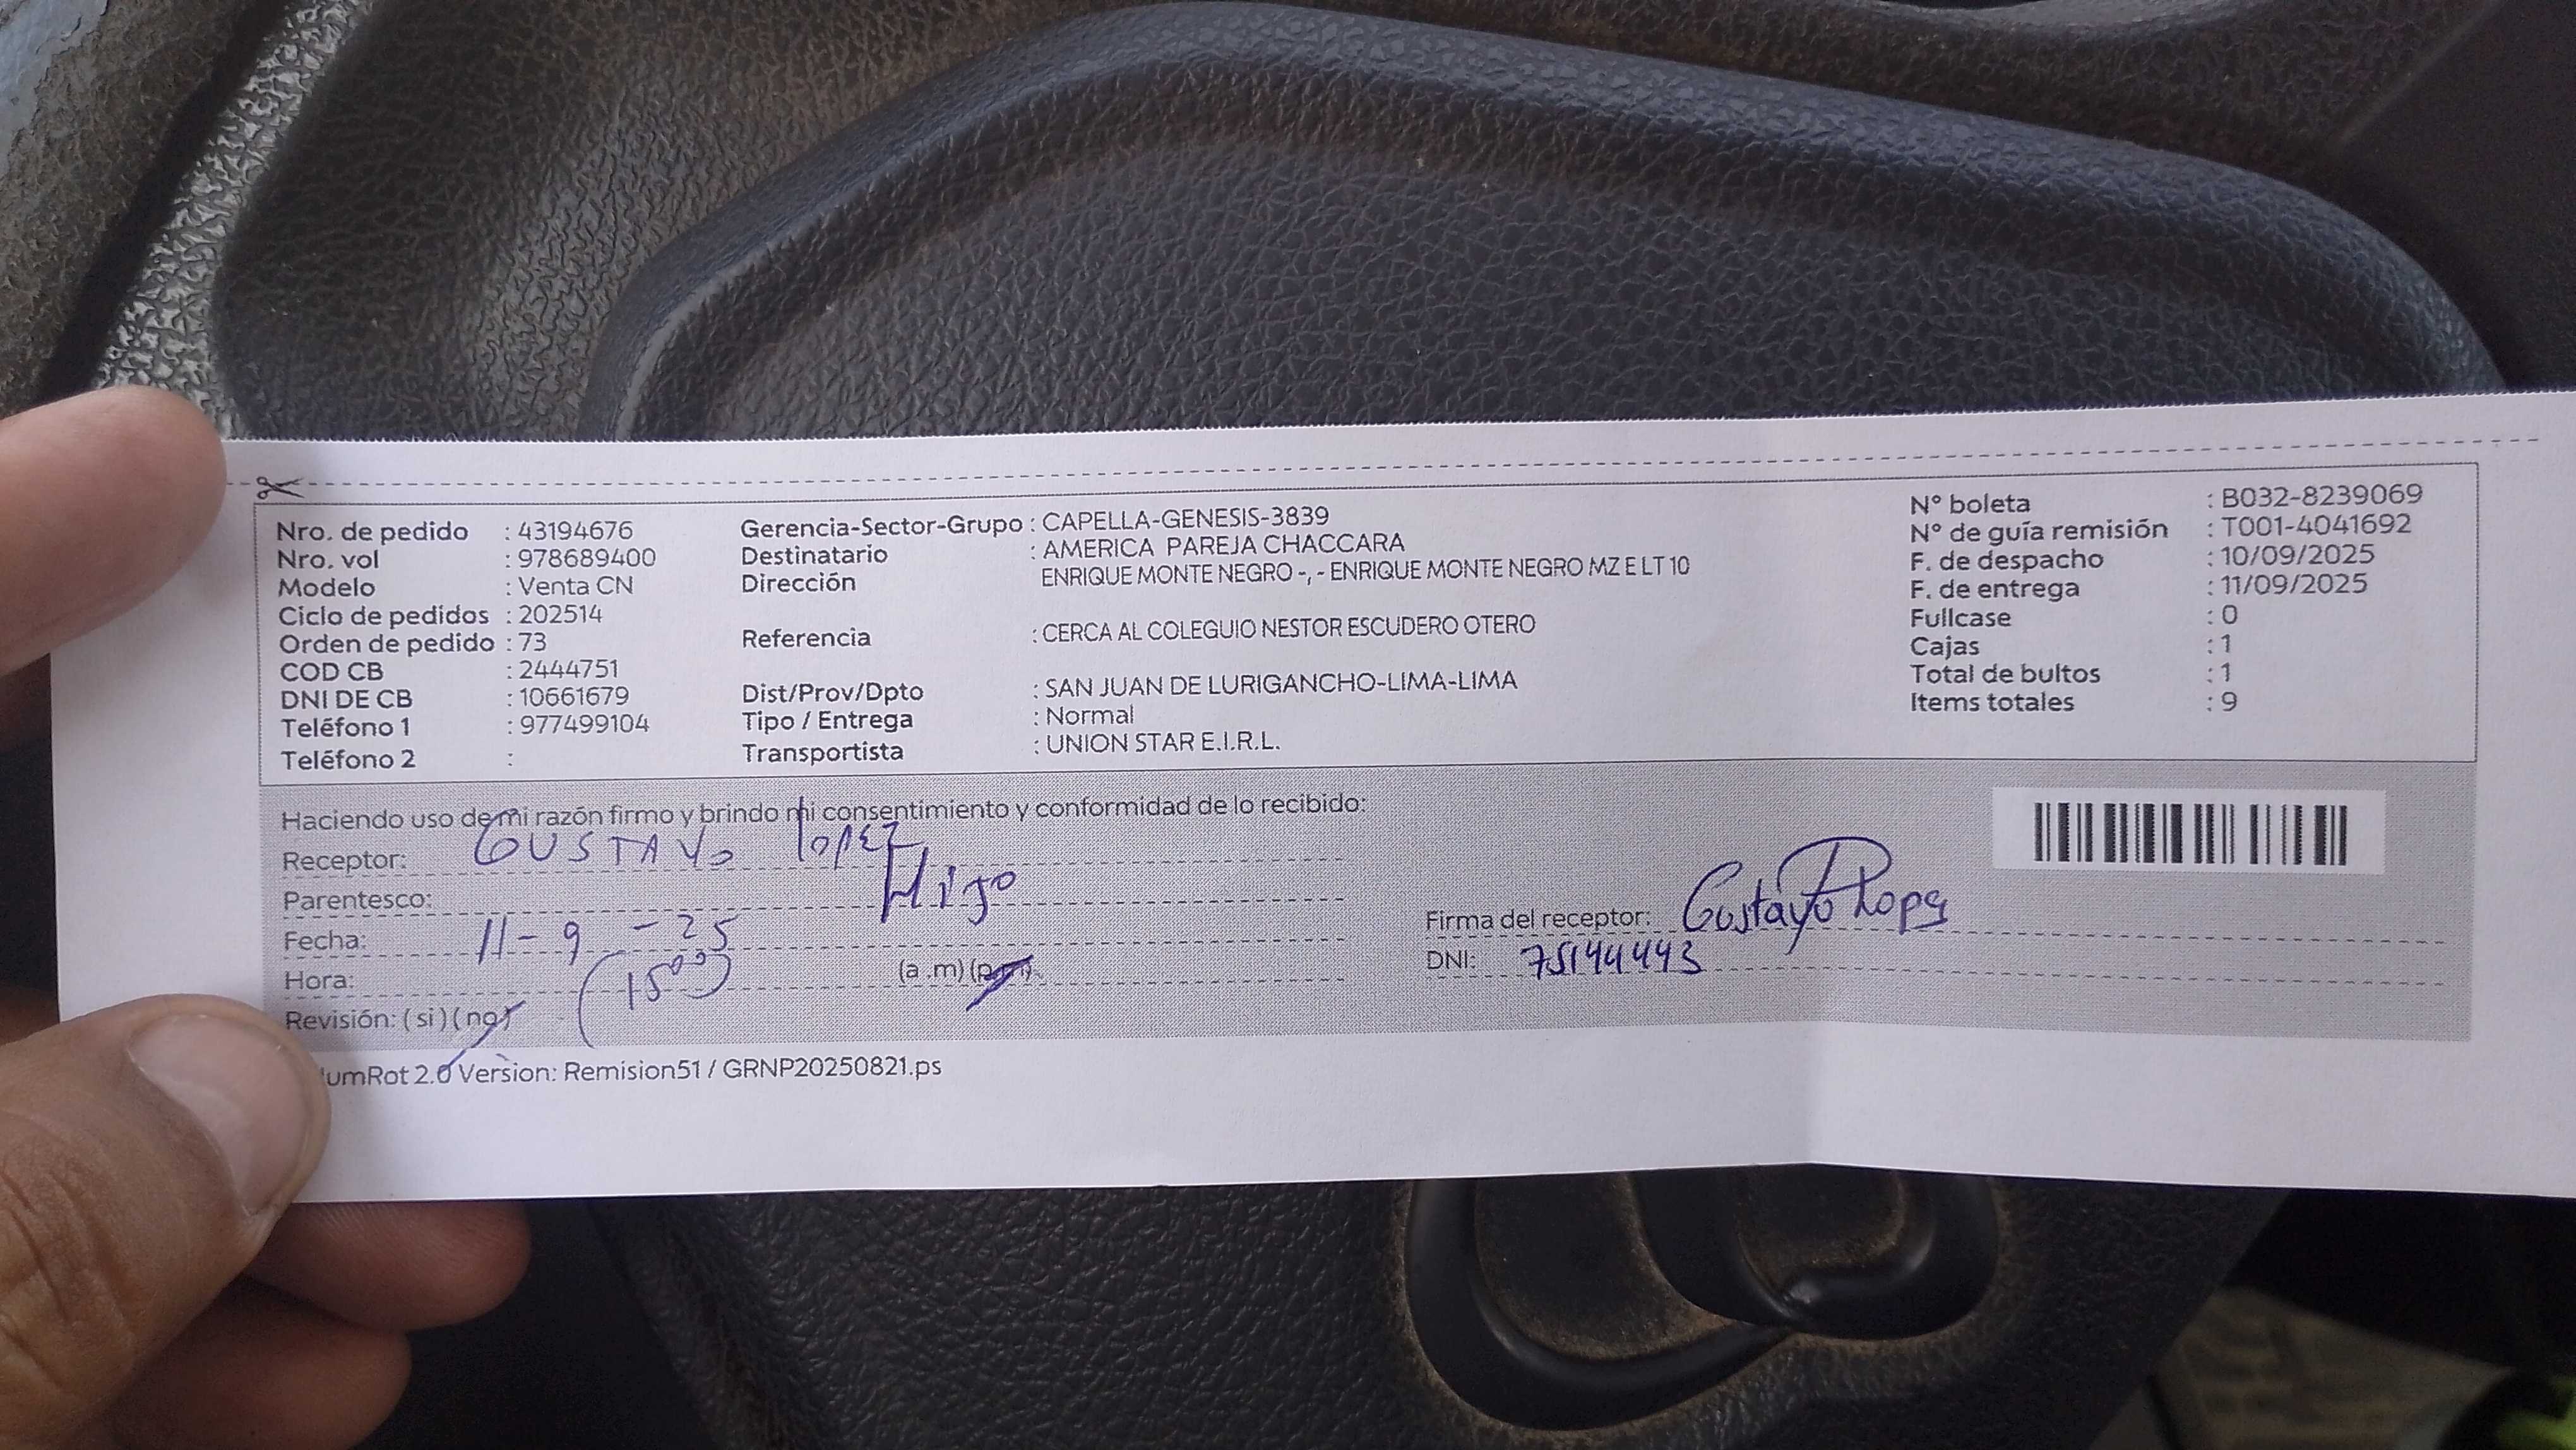 Nro. de pedido : 43194676
Nro. vol : 978689400
Modelo : Venta CN
Ciclo de pedidos : 202514
Orden de pedido : 73
COD CB : 2444751
DNI DE CB : 10661679
Teléfono 1 : 977499104
Teléfono 2 :
Gerencia-Sector-Grupo : CAPELLA-GENESIS-3839
Destinatario : AMERICA PAREJA CHACCARA
Dirección ENRIQUE MONTE NEGRO -, - ENRIQUE MONTE NEGRO MZ E LT 10
Referencia : CERCA AL COLEGUIO NESTOR ESCUDERO OTERO
Dist/Prov/Dpto : SAN JUAN DE LURIGANCHO-LIMA-LIMA
Tipo / Entrega : Normal
Transportista : UNION STAR E.I.R.L.
N° boleta : B032-8239069
N° de guía remisión : T001-4041692
F. de despacho : 10/09/2025
F. de entrega : 11/09/2025
Fullcase : 0
Cajas : 1
Total de bultos : 1
Items totales : 9
Haciendo uso de mi razón firmo y brindo mi consentimiento y conformidad de lo recibido:
Receptor: GUSTAVO lopEZ
Parentesco: Hijo
Fecha: 11-9-25
Hora: (15⁰⁰) (a .m) (p.m)
Revisión: ( si ) ( no )
Firma del receptor: Gustavo Lopez
DNI: 75144443
umRot 2.0 Version: Remision51 / GRNP20250821.ps